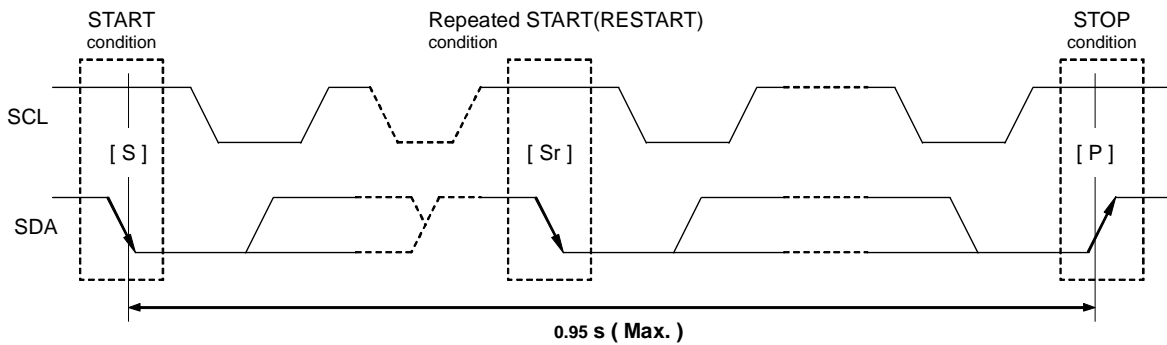 START
condition
Repeated START(RESTART)
condition
STOP
condition
SCL
[ S ]
[ Sr ]
[ P ]
SDA
0.95 s ( Max. )